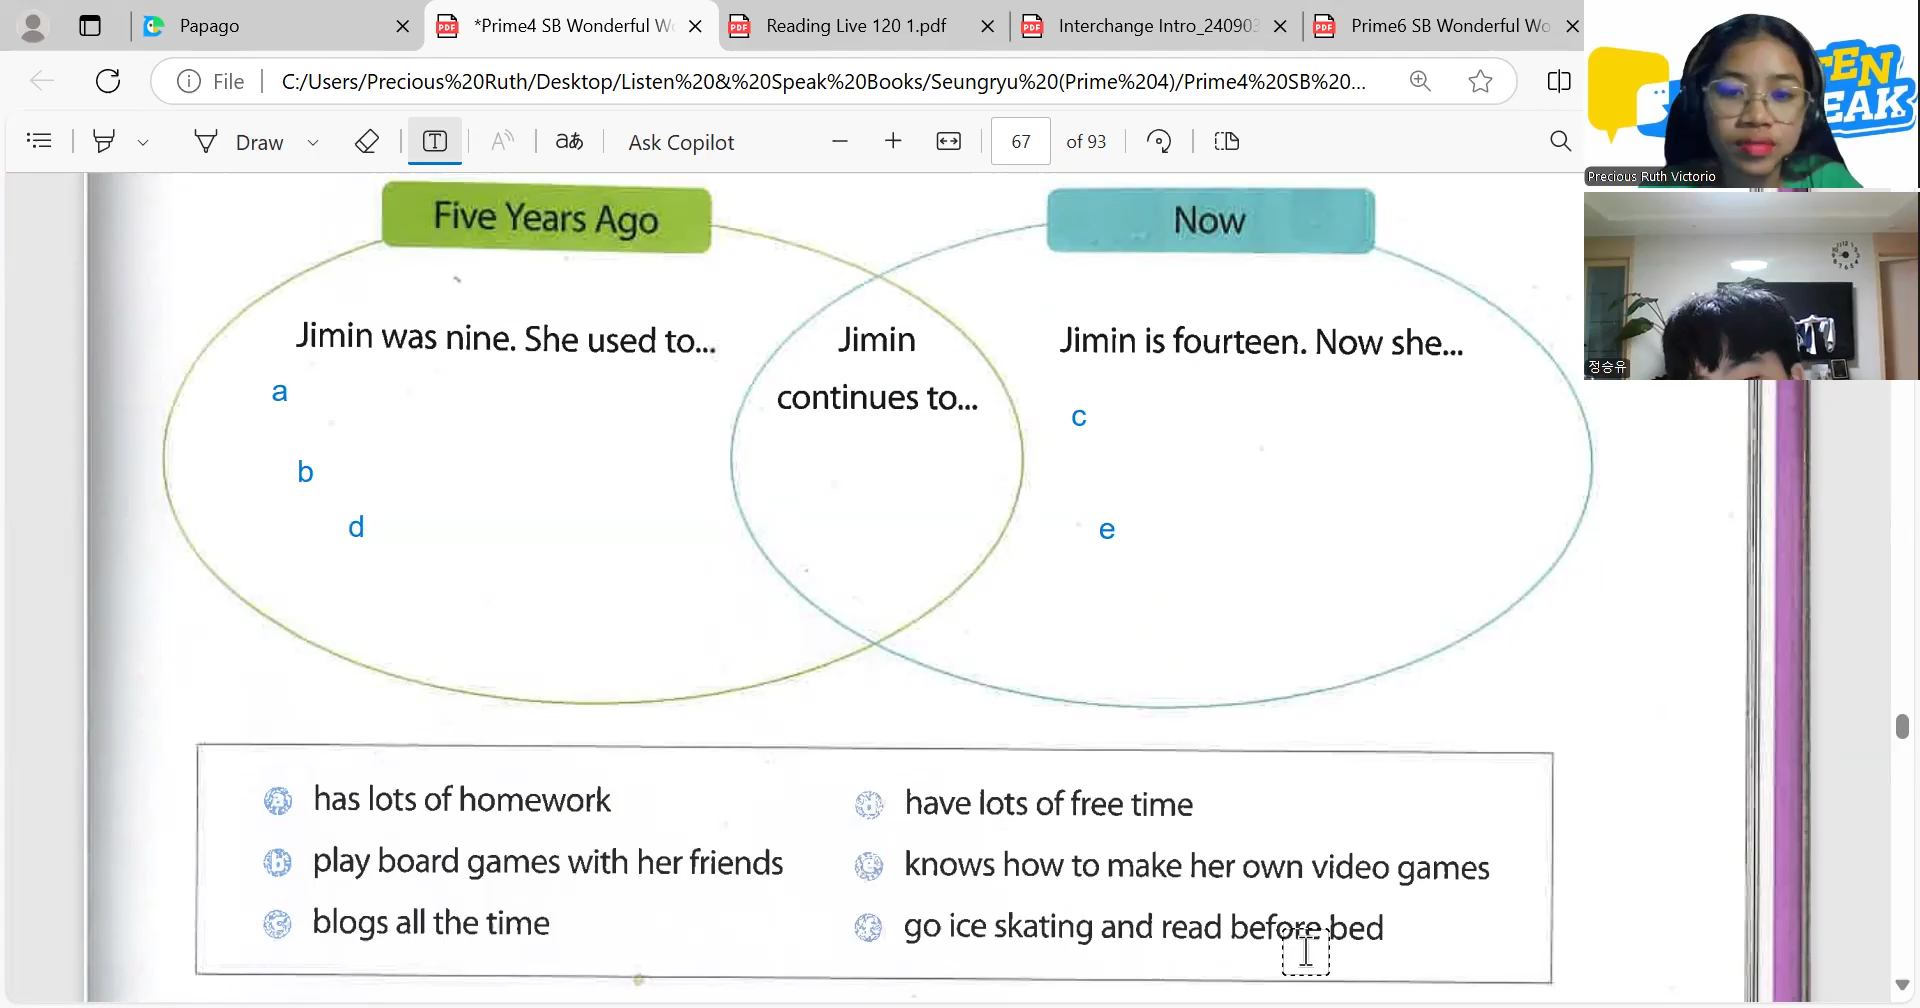 Papago
*Prime4 SB Wonderful W
Reading Live 120 1.pdf
Interchange Intro_240903
Prime6 SB Wonderful Wo
File
C:/Users/Precious%20Ruth/Desktop/Listen%20&%20Speak%20Books/Seungryu%20(Prime%204)/Prime4%20SB%20...
Draw
Ask Copilot
67 of 93
EN
EAK
Precious Ruth Victorio
정승유
Five Years Ago
Now
Jimin was nine. She used to...
Jimin
continues to...
Jimin is fourteen. Now she...
a
b
d
c
e
a has lots of homework
b play board games with her friends
c blogs all the time
d have lots of free time
e knows how to make her own video games
f go ice skating and read before bed